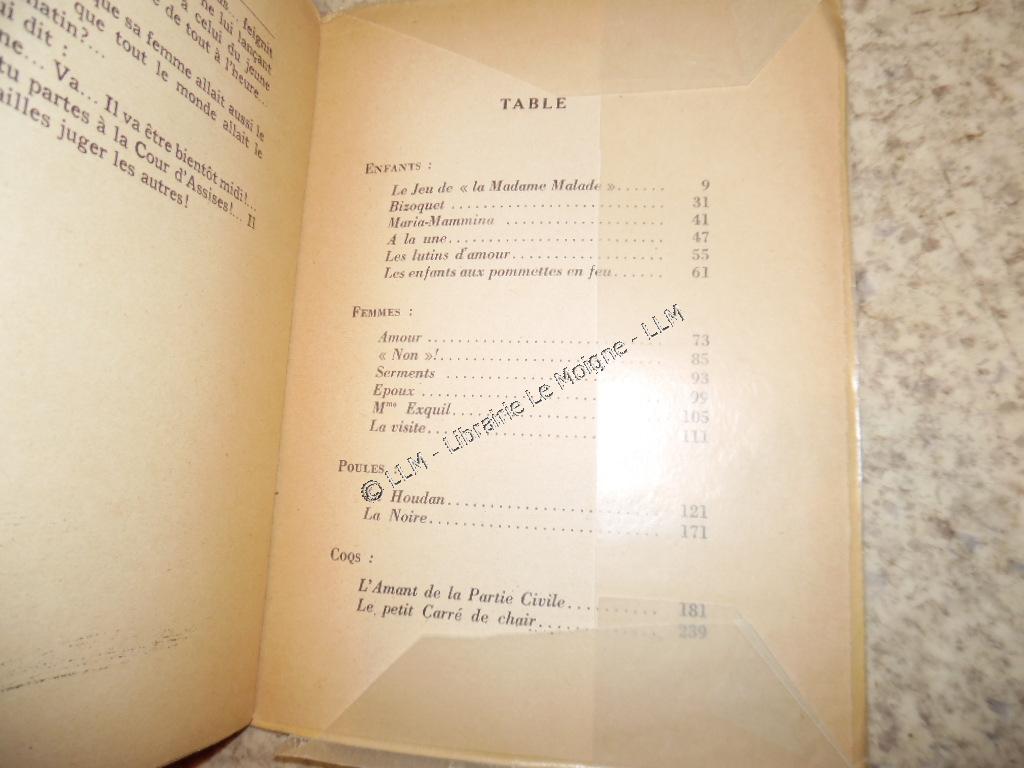 feignit
ne lui lançant
à celui du jeune
de tout à l'heure...
que sa femme allait aussi le
matin?...
que tout le monde allait le
lui dit :
Va... Il va être bientôt midi!...
tu partes à la Cour d'Assises!... Il
ailles juger les autres!
TABLE
ENFANTS :
Le Jeu de « la Madame Malade »...... 9
Bizoquet .......................... 31
Maria-Mammina ................... 41
A la une.......................... 47
Les lutins d'amour.................. 55
Les enfants aux pommettes en feu...... 61
FEMMES :
Amour ........................... 73
« Non »!.......................... 85
Serments ......................... 93
Epoux ........................... 99
Mme Exquil....................... 105
La visite.......................... 111
POULES
Houdan......................... 121
La Noire......................... 171
COQS :
L'Amant de la Partie Civile.......... 181
Le petit Carré de chair.............. 239
© LLM - Librairie Le Moigne - LLM